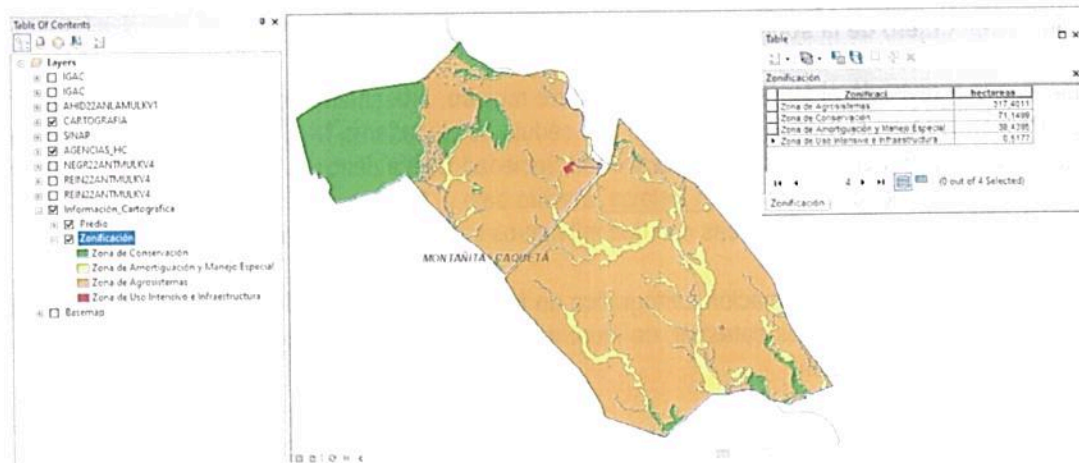 Table Of Contents
Layers
IGAC
IGAC
AHID22ANLAMULKV1
CARTOGRAFIA
SINAP
AGENCIAS_HC
NEGR22ANTMULKV4
REIN22ANTMULKV4
REIN22ANTMULKV4
Información_Cartografica
Predio
Zonificación
Zona de Conservación
Zona de Amortiguación y Manejo Especial
Zona de Agrosistemas
Zona de Uso Intensivo e Infraestructura
Basemap
MONTAÑITA - CAQUETÁ
Table
Zonificación
Zonificaci hectareas
Zona de Agrosistemas 317,4011
Zona de Conservación 71,1499
Zona de Amortiguación y Manejo Especial
Zona de Uso Intensivo e Infraestructura 0,5177
4 (0 out of 4 Selected)
Zonificación